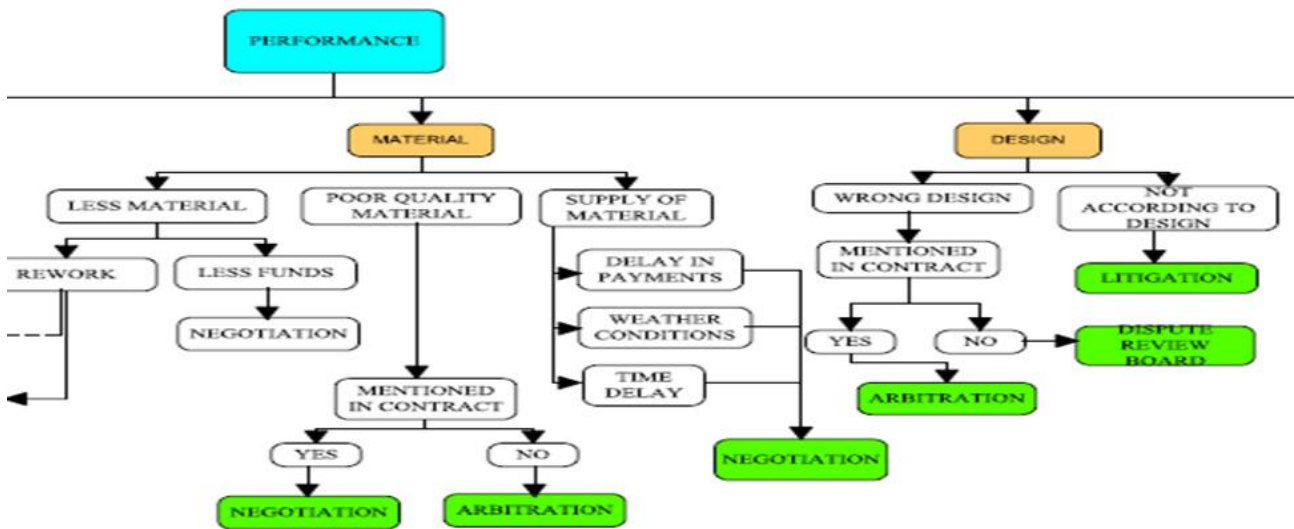 PERFORMANCE
MATERIAL
DESIGN
LESS MATERIAL
POOR QUALITY
MATERIAL
SUPPLY OF
MATERIAL
WRONG DESIGN
NOT
ACCORDING TO
DESIGN
REWORK
LESS FUNDS
DELAY IN
PAYMENTS
MENTIONED
IN CONTRACT
LITIGATION
NEGOTIATION
WEATHER
CONDITIONS
YES
NO
DISPUTE
REVIEW
BOARD
MENTIONED
IN CONTRACT
TIME
DELAY
ARBITRATION
YES
NO
NEGOTIATION
NEGOTIATION
ARBITRATION